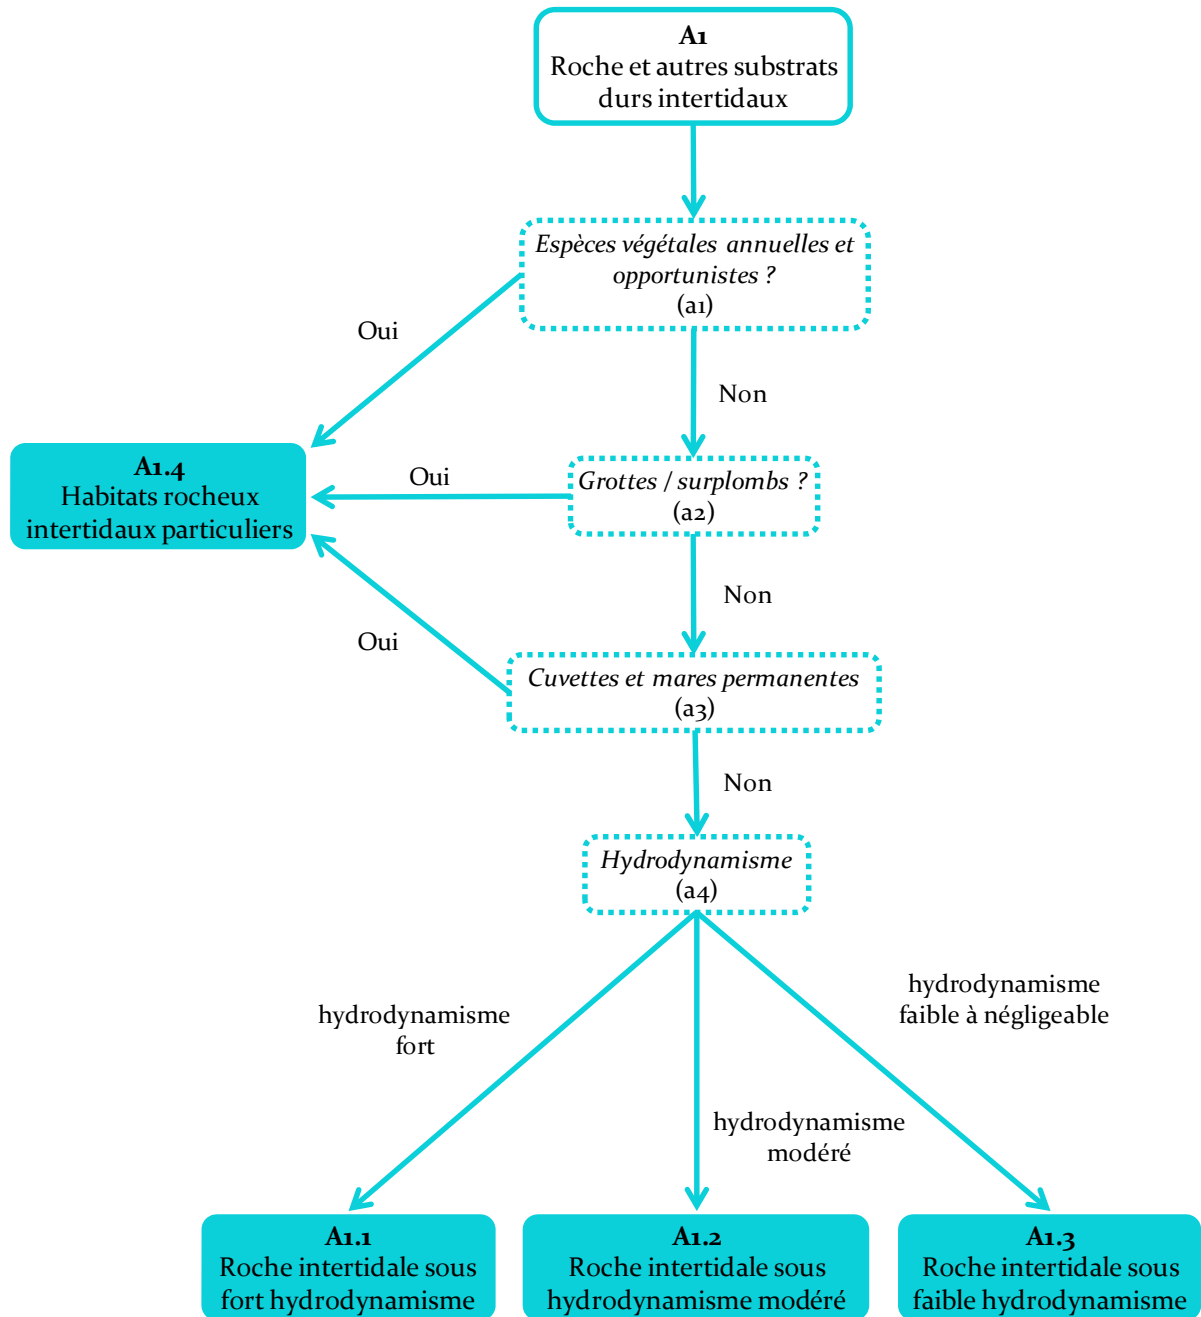 A1
Roche et autres substrats
durs intertidaux
Espèces végétales annuelles et
opportunistes ?
(a1)
Oui
Non
A1.4
Habitats rocheux
intertidaux particuliers
Oui
Grottes / surplombs ?
(a2)
Non
Oui
Cuvettes et mares permanentes
(a3)
Non
Hydrodynamisme
(a4)
hydrodynamisme
fort
hydrodynamisme
modéré
hydrodynamisme
faible à négligeable
A1.1
Roche intertidale sous
fort hydrodynamisme
A1.2
Roche intertidale sous
hydrodynamisme modéré
A1.3
Roche intertidale sous
faible hydrodynamisme